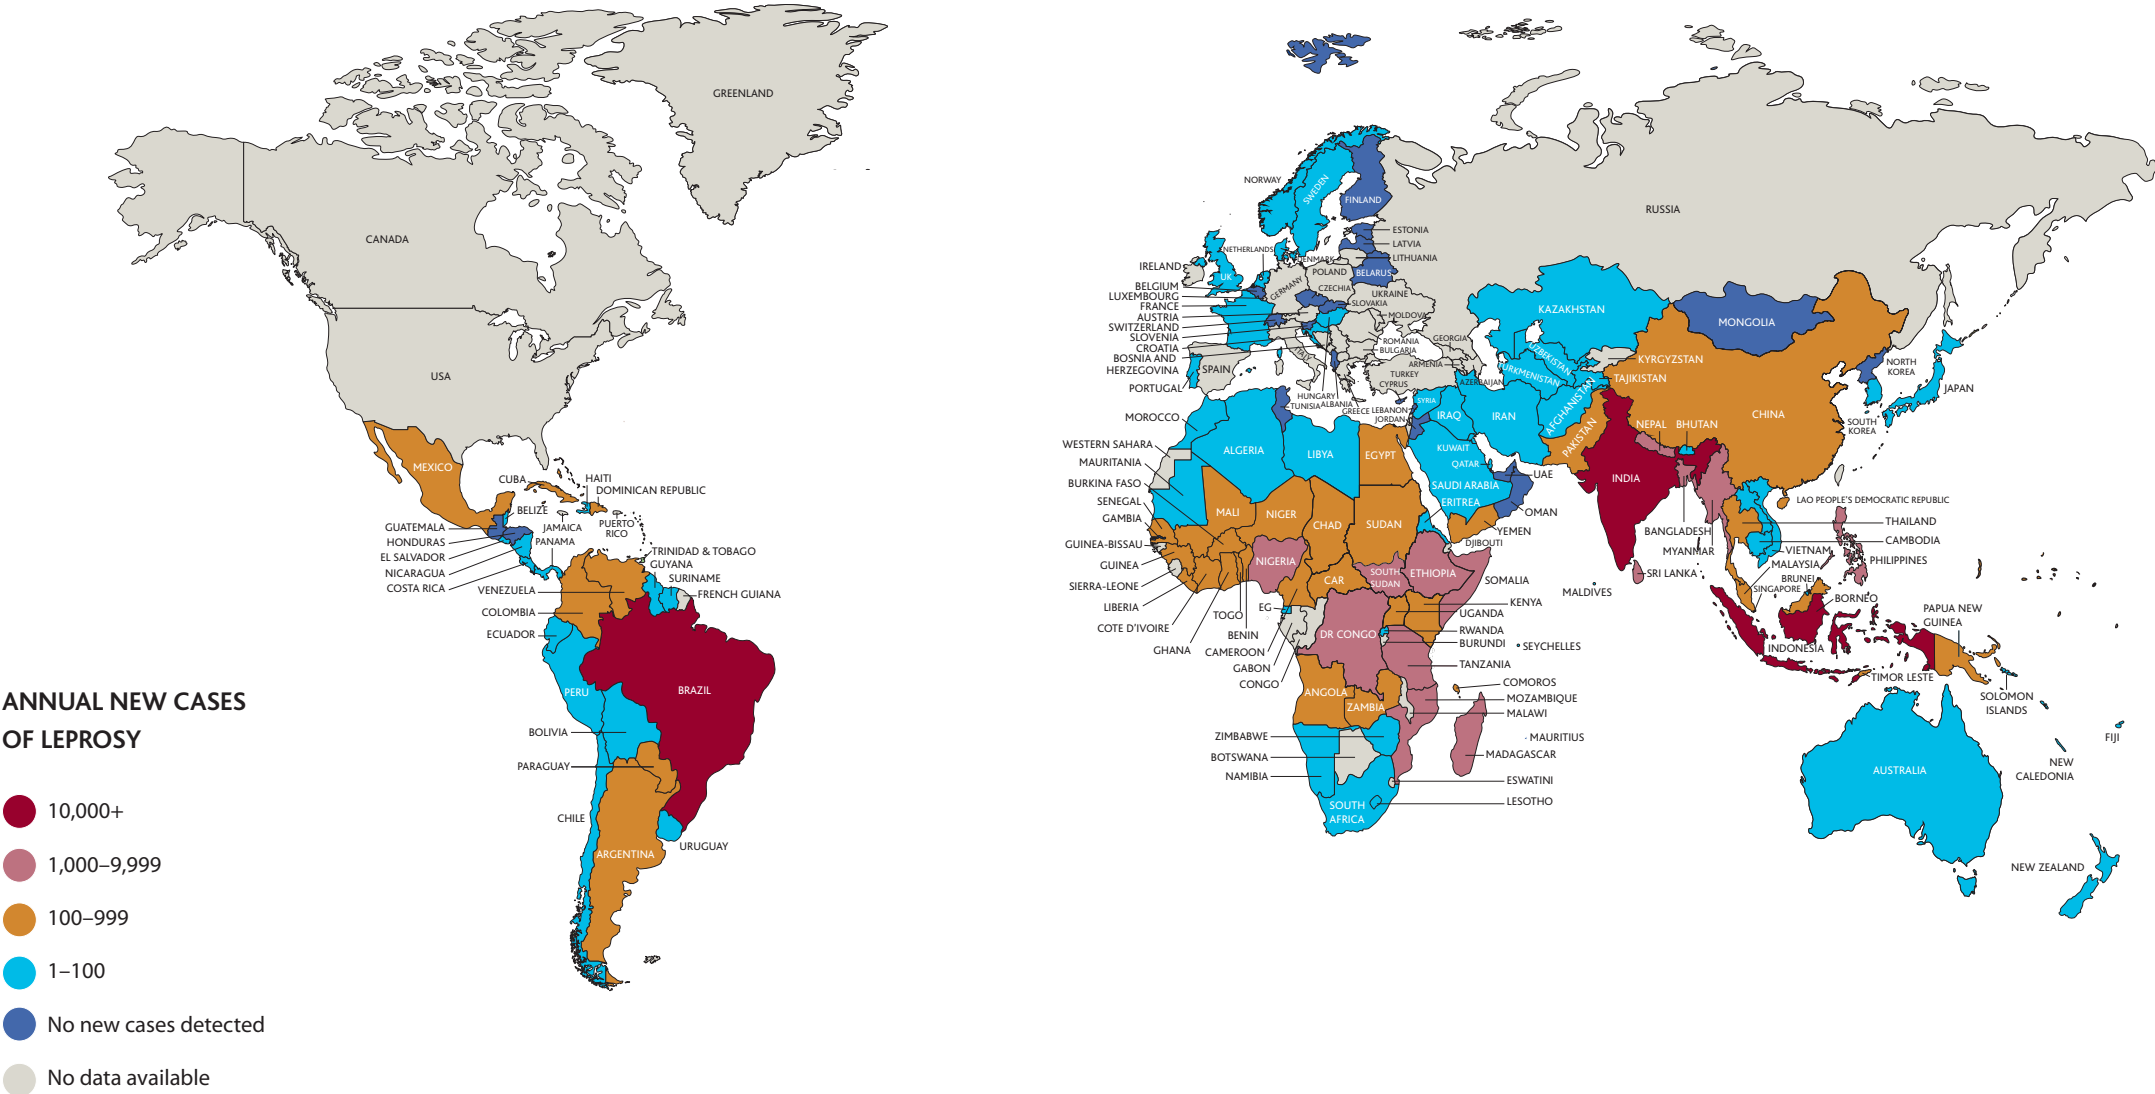 GREENLAND
CANADA
USA
MEXICO
CUBA
HAITI
DOMINICAN REPUBLIC
BELIZE
JAMAICA
PUERTO
RICO
GUATEMALA
HONDURAS
EL SALVADOR
NICARAGUA
COSTA RICA
PANAMA
TRINIDAD & TOBAGO
GUYANA
SURINAME
FRENCH GUIANA
VENEZUELA
COLOMBIA
ECUADOR
PERU
BRAZIL
BOLIVIA
PARAGUAY
CHILE
ARGENTINA
URUGUAY
NORWAY
SWEDEN
FINLAND
RUSSIA
ESTONIA
LATVIA
LITHUANIA
NETHERLANDS
DENMARK
IRELAND
UK
POLAND
BELARUS
BELGIUM
LUXEMBOURG
FRANCE
AUSTRIA
SWITZERLAND
SLOVENIA
CROATIA
BOSNIA AND
HERZEGOVINA
PORTUGAL
SPAIN
GERMANY
CZECHIA
SLOVAKIA
UKRAINE
MOLDOVA
ROMANIA
BULGARIA
ITALY
HUNGARY
ALBANIA
GREECE
GEORGIA
ARMENIA
AZERBAIJAN
TURKEY
CYPRUS
LEBANON
JORDAN
SYRIA
IRAQ
IRAN
KUWAIT
QATAR
SAUDI ARABIA
UAE
OMAN
YEMEN
KAZAKHSTAN
UZBEKISTAN
TURKMENISTAN
KYRGYZSTAN
TAJIKISTAN
AFGHANISTAN
PAKISTAN
MONGOLIA
CHINA
NORTH
KOREA
SOUTH
KOREA
JAPAN
NEPAL
BHUTAN
INDIA
BANGLADESH
MYANMAR
SRI LANKA
MALDIVES
LAO PEOPLE'S DEMOCRATIC REPUBLIC
THAILAND
CAMBODIA
VIETNAM
PHILIPPINES
MALAYSIA
BRUNEI
SINGAPORE
BORNEO
INDONESIA
TIMOR LESTE
PAPUA NEW
GUINEA
SOLOMON
ISLANDS
FIJI
NEW
CALEDONIA
AUSTRALIA
NEW ZEALAND
MOROCCO
TUNISIA
ALGERIA
LIBYA
EGYPT
WESTERN SAHARA
MAURITANIA
BURKINA FASO
SENEGAL
GAMBIA
GUINEA-BISSAU
GUINEA
SIERRA-LEONE
LIBERIA
COTE D'IVOIRE
GHANA
TOGO
BENIN
MALI
NIGER
CHAD
SUDAN
ERITREA
DJIBOUTI
NIGERIA
CAR
SOUTH
SUDAN
ETHIOPIA
SOMALIA
EG
CAMEROON
GABON
CONGO
DR CONGO
KENYA
UGANDA
RWANDA
BURUNDI
SEYCHELLES
TANZANIA
COMOROS
MOZAMBIQUE
MALAWI
MAURITIUS
MADAGASCAR
ANGOLA
ZAMBIA
ZIMBABWE
BOTSWANA
NAMIBIA
SOUTH
AFRICA
ESWATINI
LESOTHO
ANNUAL NEW CASES
OF LEPROSY
10,000+
1,000–9,999
100–999
1–100
No new cases detected
No data available